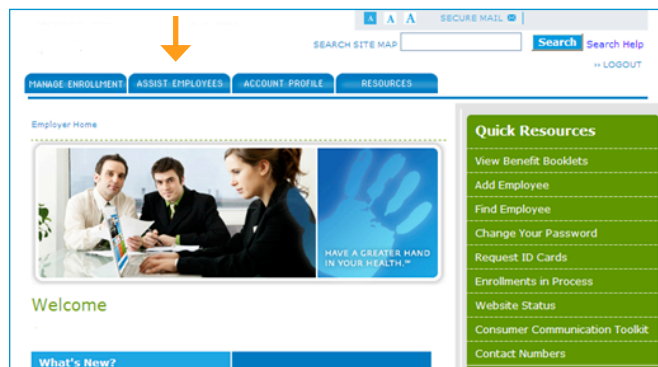 A A A SECURE MAIL
SEARCH SITE MAP Search Search Help
›› LOGOUT
MANAGE ENROLLMENT ASSIST EMPLOYEES ACCOUNT PROFILE RESOURCES
Employer Home
HAVE A GREATER HAND
IN YOUR HEALTH.℠
Welcome
What's New?
Quick Resources
View Benefit Booklets
Add Employee
Find Employee
Change Your Password
Request ID Cards
Enrollments in Process
Website Status
Consumer Communication Toolkit
Contact Numbers